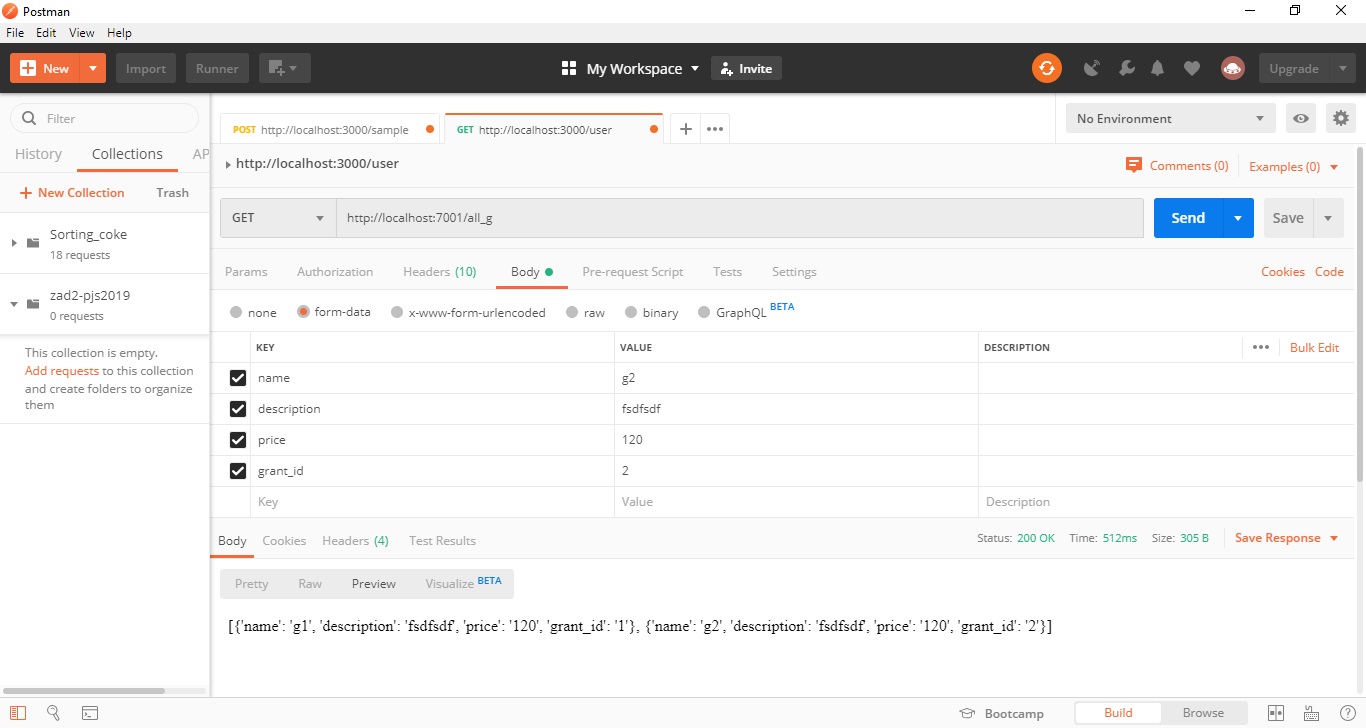 Postman
File Edit View Help
New Import Runner My Workspace Invite Upgrade
Filter
History Collections AP
New Collection Trash
Sorting_coke
18 requests
zad2-pjs2019
0 requests
This collection is empty.
Add requests to this collection
and create folders to organize
them
POST http://localhost:3000/sample GET http://localhost:3000/user
No Environment
http://localhost:3000/user Comments (0) Examples (0)
GET http://localhost:7001/all_g Send Save
Params Authorization Headers (10) Body Pre-request Script Tests Settings Cookies Code
none form-data x-www-form-urlencoded raw binary GraphQL BETA
KEY VALUE DESCRIPTION Bulk Edit
name g2
description fsdfsdf
price 120
grant_id 2
Key Value Description
Body Cookies Headers (4) Test Results Status: 200 OK Time: 512ms Size: 305 B Save Response
Pretty Raw Preview Visualize BETA
[{'name': 'g1', 'description': 'fsdfsdf', 'price': '120', 'grant_id': '1'}, {'name': 'g2', 'description': 'fsdfsdf', 'price': '120', 'grant_id': '2'}]
Bootcamp Build Browse